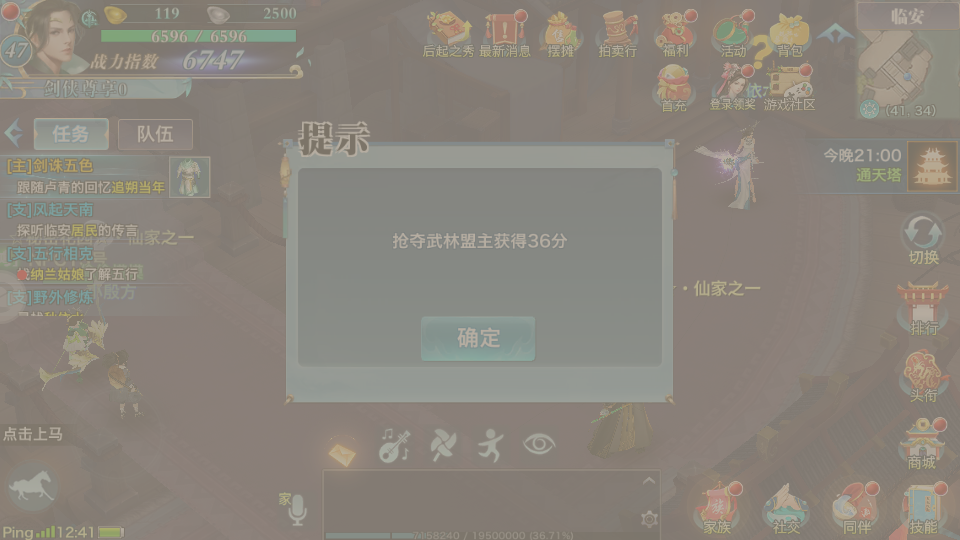 119
2500
6596 / 6596
47
战力指数 6747
剑侠尊享0
后起之秀
最新消息
摆摊
拍卖行
福利
活动
背包
首充
登录领奖
游戏社区
临安
(41, 34)
任务
队伍
[主]剑诛五色
跟随卢青的回忆追朔当年
[支]风起天南
探听临安居民的传言
[支]五行相克
找纳兰姑娘了解五行
[支]野外修炼
仙家之一
殷方
提示
抢夺武林盟主获得36分
确定
今晚21:00
通天塔
切换
·仙家之一
排行
头衔
商城
点击上马
家
家族
社交
同伴
技能
Ping
12:41
/ 19500000 (36.71%)